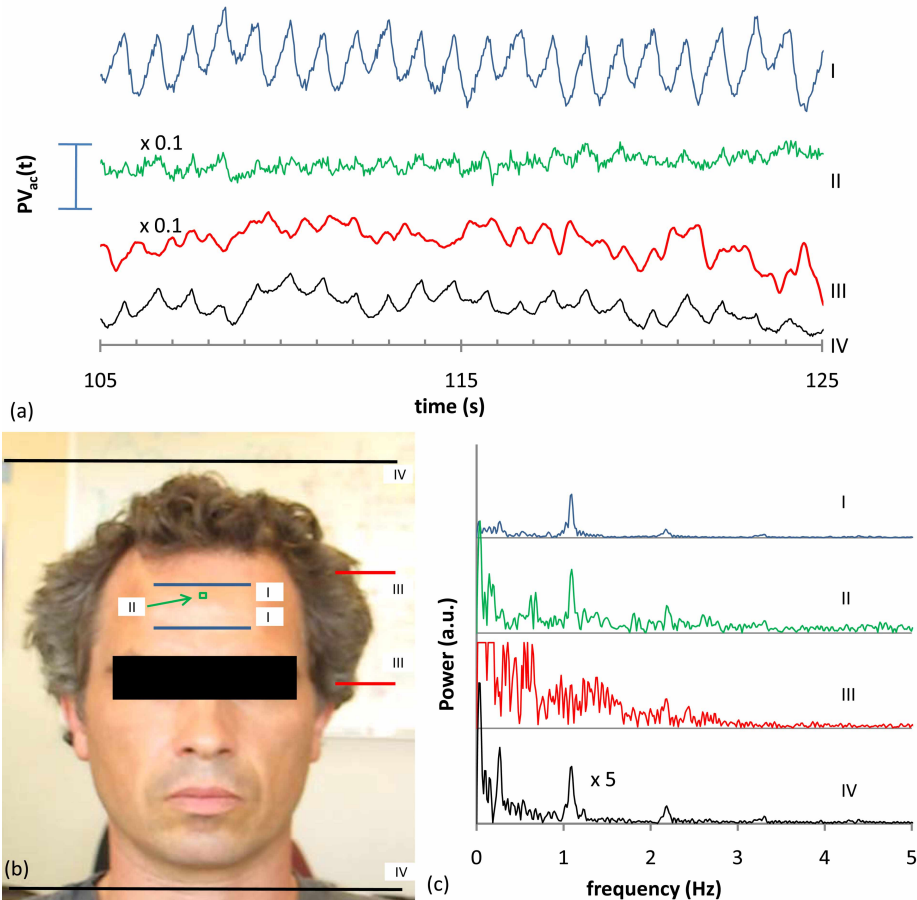 I
x 0.1
II
PVac(t)
x 0.1
III
IV
105 115 125
time (s)
(a)
IV
III
I
II
I
III
IV
(b)
I
II
III
x 5
IV
Power (a.u.)
0 1 2 3 4 5
frequency (Hz)
(c)